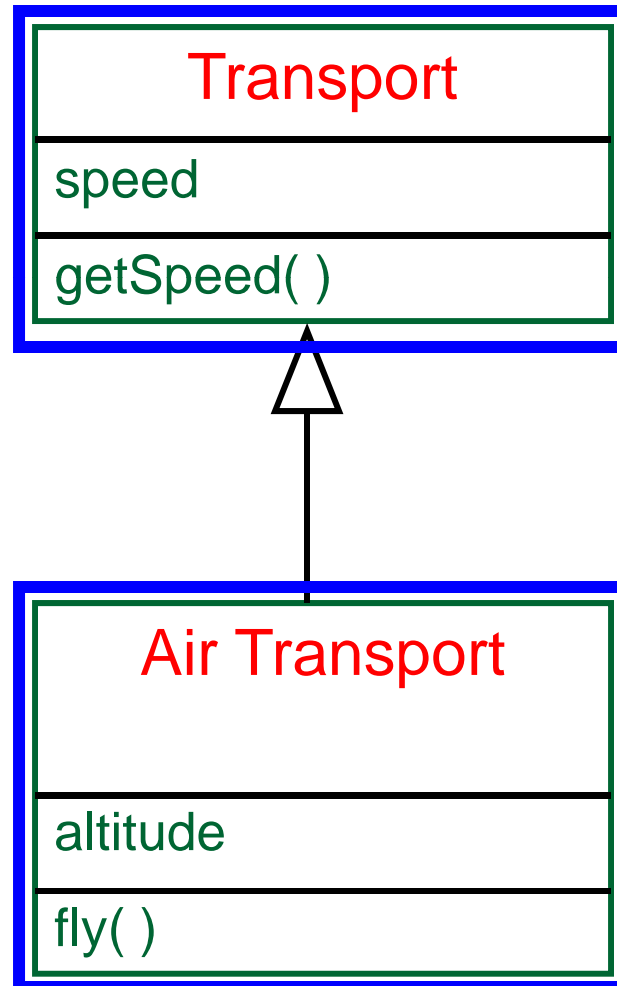 Transport
speed
getSpeed( )
Air Transport
altitude
fly( )